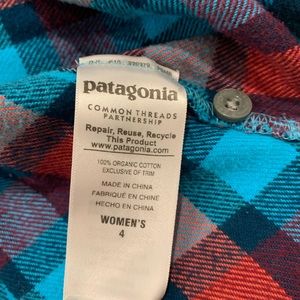 patagonia
COMMON THREADS
PARTNERSHIP
Repair, Reuse, Recycle
This Product
www.patagonia.com
100% ORGANIC COTTON
EXCLUSIVE OF TRIM
MADE IN CHINA
FABRIQUÉ EN CHINE
HECHO EN CHINA
WOMEN'S
4